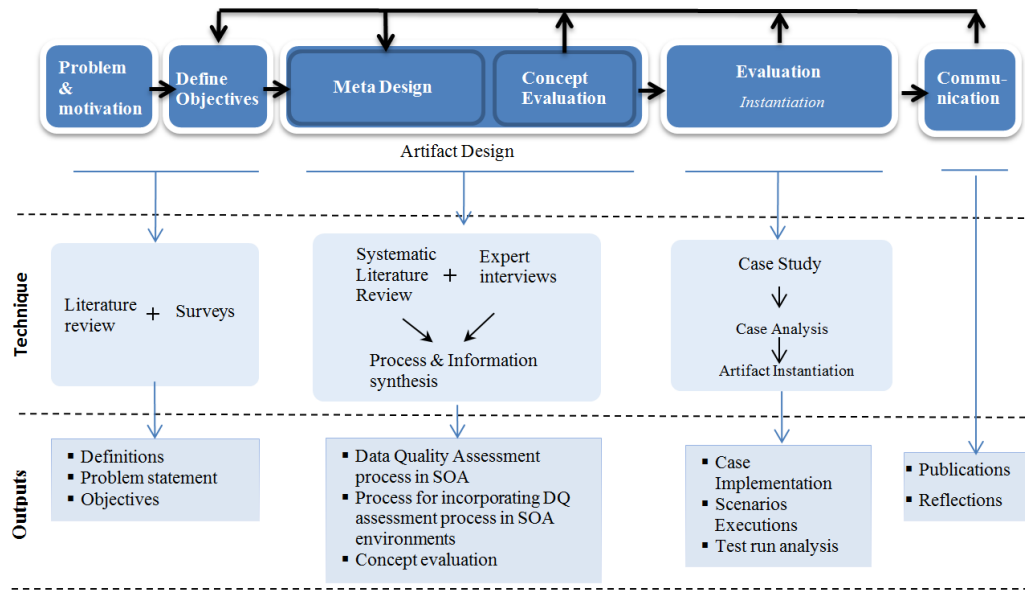 Problem
&
motivation
Define
Objectives
Meta Design
Concept
Evaluation
Evaluation
Instantiation
Commu-
nication
Artifact Design
Technique
Literature
review
+
Surveys
Systematic
Literature
Review
+
Expert
interviews
Process & Information
synthesis
Case Study
Case Analysis
Artifact Instantiation
Outputs
▪ Definitions
▪ Problem statement
▪ Objectives
▪ Data Quality Assessment
process in SOA
▪ Process for incorporating DQ
assessment process in SOA
environments
▪ Concept evaluation
▪ Case
Implementation
▪ Scenarios
Executions
▪ Test run analysis
▪ Publications
▪ Reflections